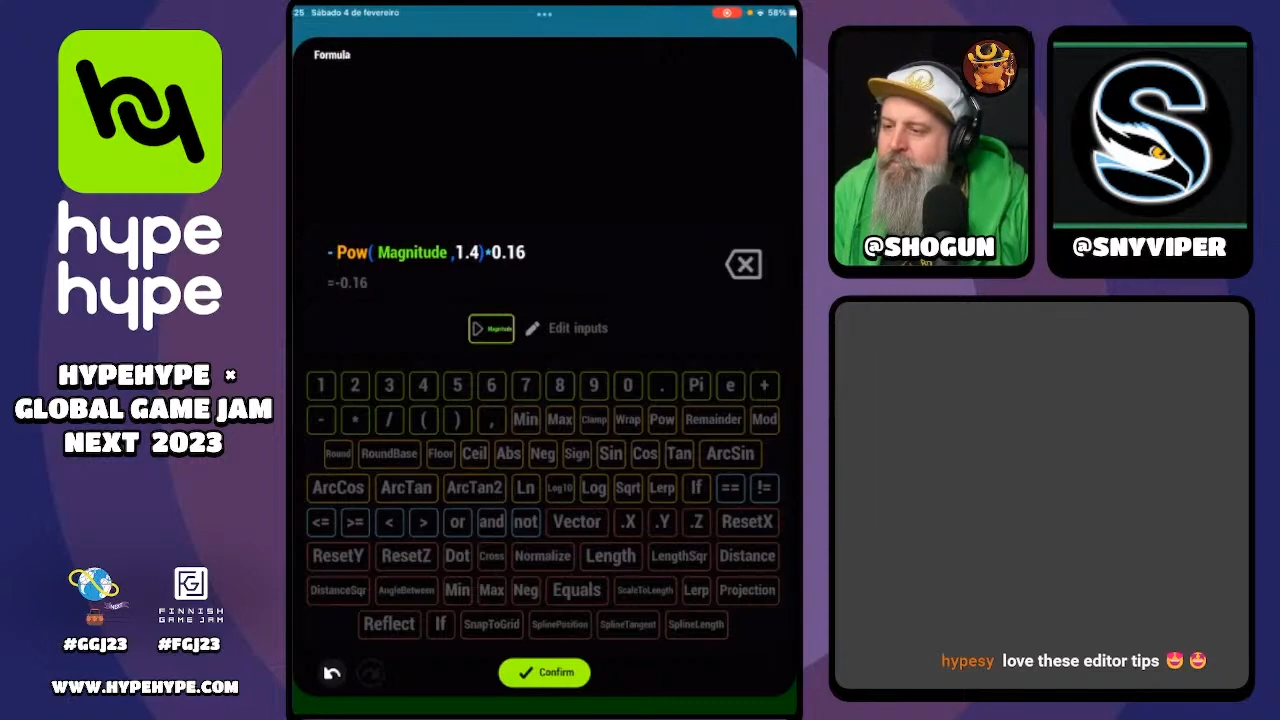 hype
hype
HYPEHYPE ×
GLOBAL GAME JAM
NEXT 2023
FINNISH
GAME JAM
#GGJ23 #FGJ23
WWW.HYPEHYPE.COM
25 Sábado 4 de fevereiro 58%
Formula
- Pow( Magnitude ,1.4)*0.16
=-0.16
Magnitude Edit inputs
1 2 3 4 5 6 7 8 9 0 . Pi e +
- * / ( ) , Min Max Clamp Wrap Pow Remainder Mod
Round RoundBase Floor Ceil Abs Neg Sign Sin Cos Tan ArcSin
ArcCos ArcTan ArcTan2 Ln Log10 Log Sqrt Lerp If == !=
<= >= < > or and not Vector .X .Y .Z ResetX
ResetY ResetZ Dot Cross Normalize Length LengthSqr Distance
DistanceSqr AngleBetween Min Max Neg Equals ScaleToLength Lerp Projection
Reflect If SnapToGrid SplinePosition SplineTangent SplineLength
Confirm
@SHOGUN
S
@SNYVIPER
hypesy love these editor tips 🤩 🤩